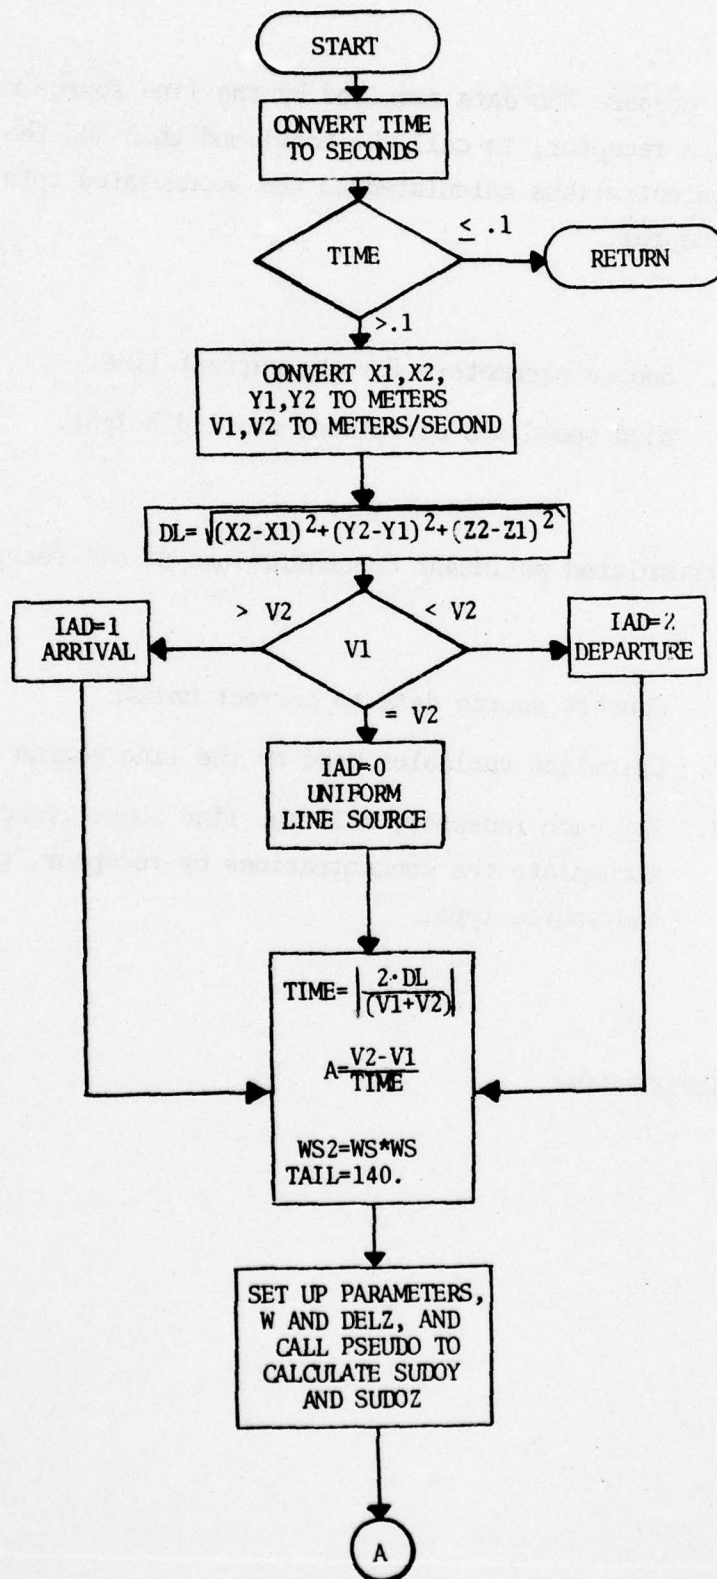 START
CONVERT TIME
TO SECONDS
TIME
≤ .1
RETURN
>.1
CONVERT X1,X2,
Y1,Y2 TO METERS
V1,V2 TO METERS/SECOND
DL= √(X2-X1)²+(Y2-Y1)²+(Z2-Z1)²
> V2
< V2
IAD=1
ARRIVAL
V1
IAD=2
DEPARTURE
= V2
IAD=0
UNIFORM
LINE SOURCE
TIME= |2·DL
(V1+V2)|
A=V2-V1
TIME
WS2=WS*WS
TAIL=140.
SET UP PARAMETERS,
W AND DELZ, AND
CALL PSEUDO TO
CALCULATE SUDOY
AND SUDOZ
A